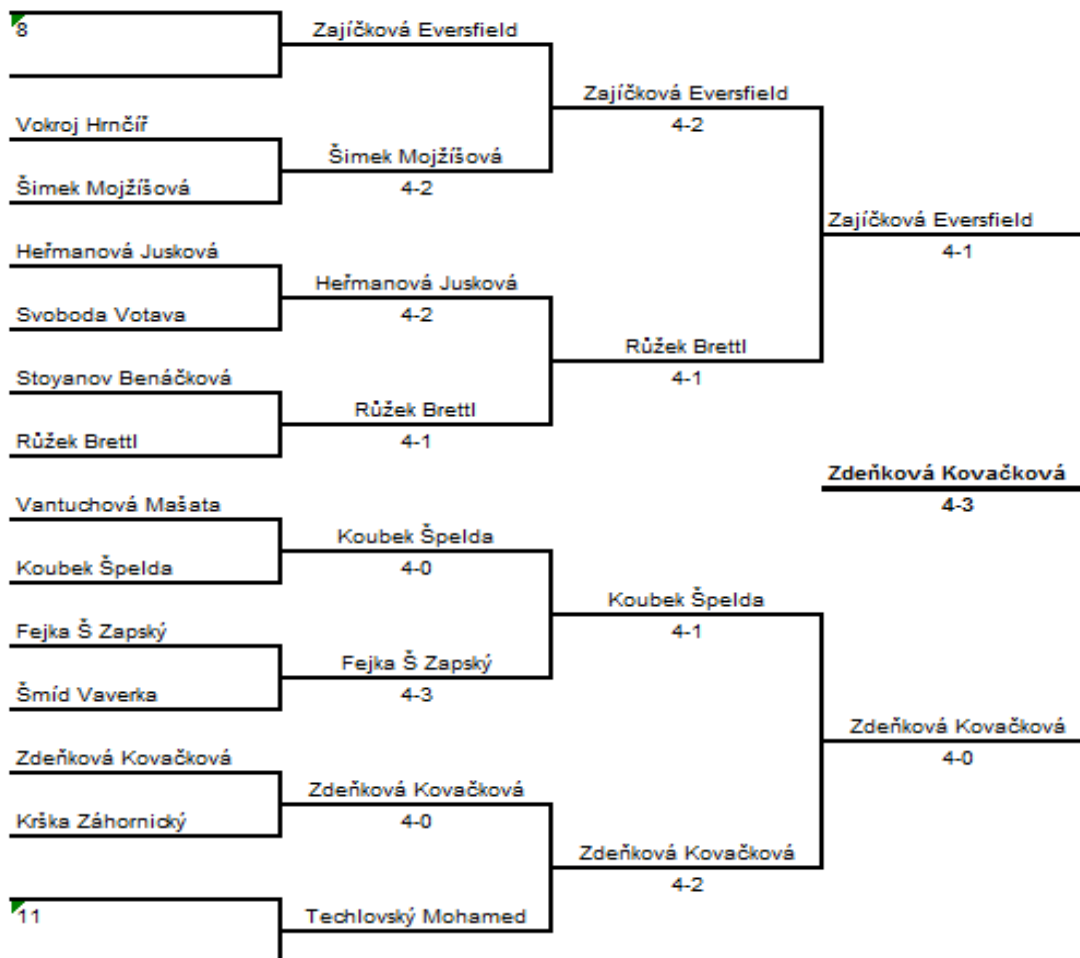 8
Zajíčková Eversfield
Zajíčková Eversfield
4-2
Vokroj Hrnčíř
Šimek Mojžíšová
4-2
Šimek Mojžíšová
Zajíčková Eversfield
4-1
Heřmanová Jusková
Heřmanová Jusková
4-2
Svoboda Votava
Růžek Brettl
4-1
Stoyanov Benáčková
Růžek Brettl
4-1
Růžek Brettl
Zdeňková Kovačková
4-3
Vantuchová Mašata
Koubek Špelda
4-0
Koubek Špelda
Koubek Špelda
4-1
Fejka Š Zapský
Fejka Š Zapský
4-3
Šmíd Vaverka
Zdeňková Kovačková
4-0
Zdeňková Kovačková
Zdeňková Kovačková
4-0
Krška Záhornický
Zdeňková Kovačková
4-2
11
Techlovský Mohamed